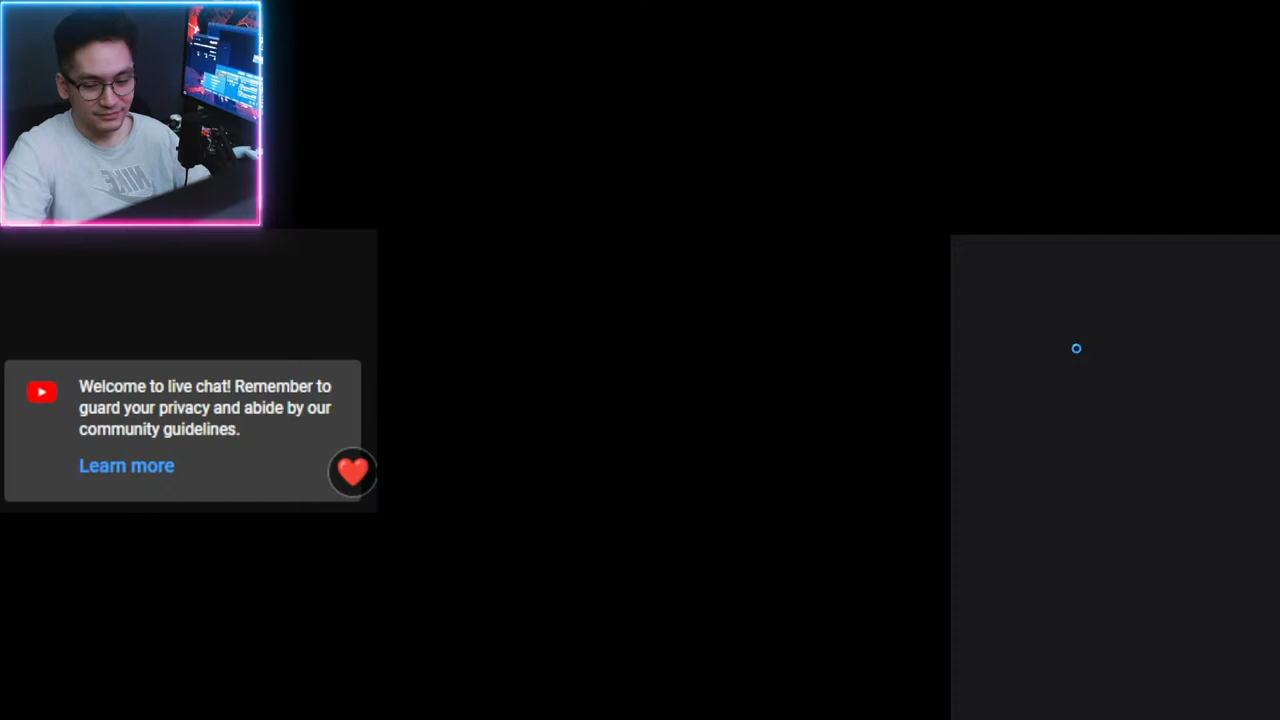 Welcome to live chat! Remember to
guard your privacy and abide by our
community guidelines.
Learn more